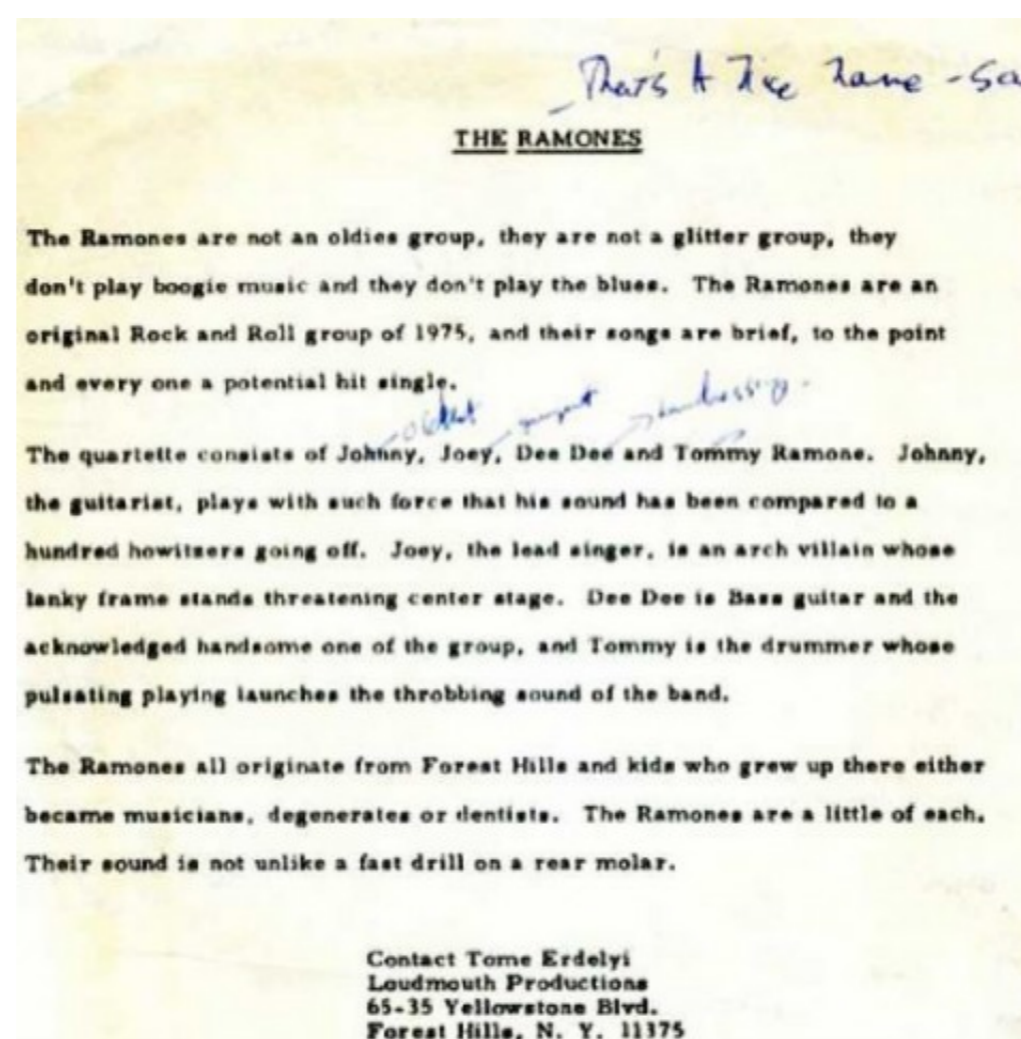 That's A Nice Name - Sa
THE RAMONES
The Ramones are not an oldies group, they are not a glitter group, they
don't play boogie music and they don't play the blues. The Ramones are an
original Rock and Roll group of 1975, and their songs are brief, to the point
and every one a potential hit single.
The quartette consists of Johnny, Joey, Dee Dee and Tommy Ramone. Johnny,
the guitarist, plays with such force that his sound has been compared to a
hundred howitzers going off. Joey, the lead singer, is an arch villain whose
lanky frame stands threatening center stage. Dee Dee is Bass guitar and the
acknowledged handsome one of the group, and Tommy is the drummer whose
pulsating playing launches the throbbing sound of the band.
The Ramones all originate from Forest Hills and kids who grew up there either
became musicians, degenerates or dentists. The Ramones are a little of each.
Their sound is not unlike a fast drill on a rear molar.
Contact Tome Erdelyi
Loudmouth Productions
65-35 Yellowstone Blvd.
Forest Hills, N. Y. 11375